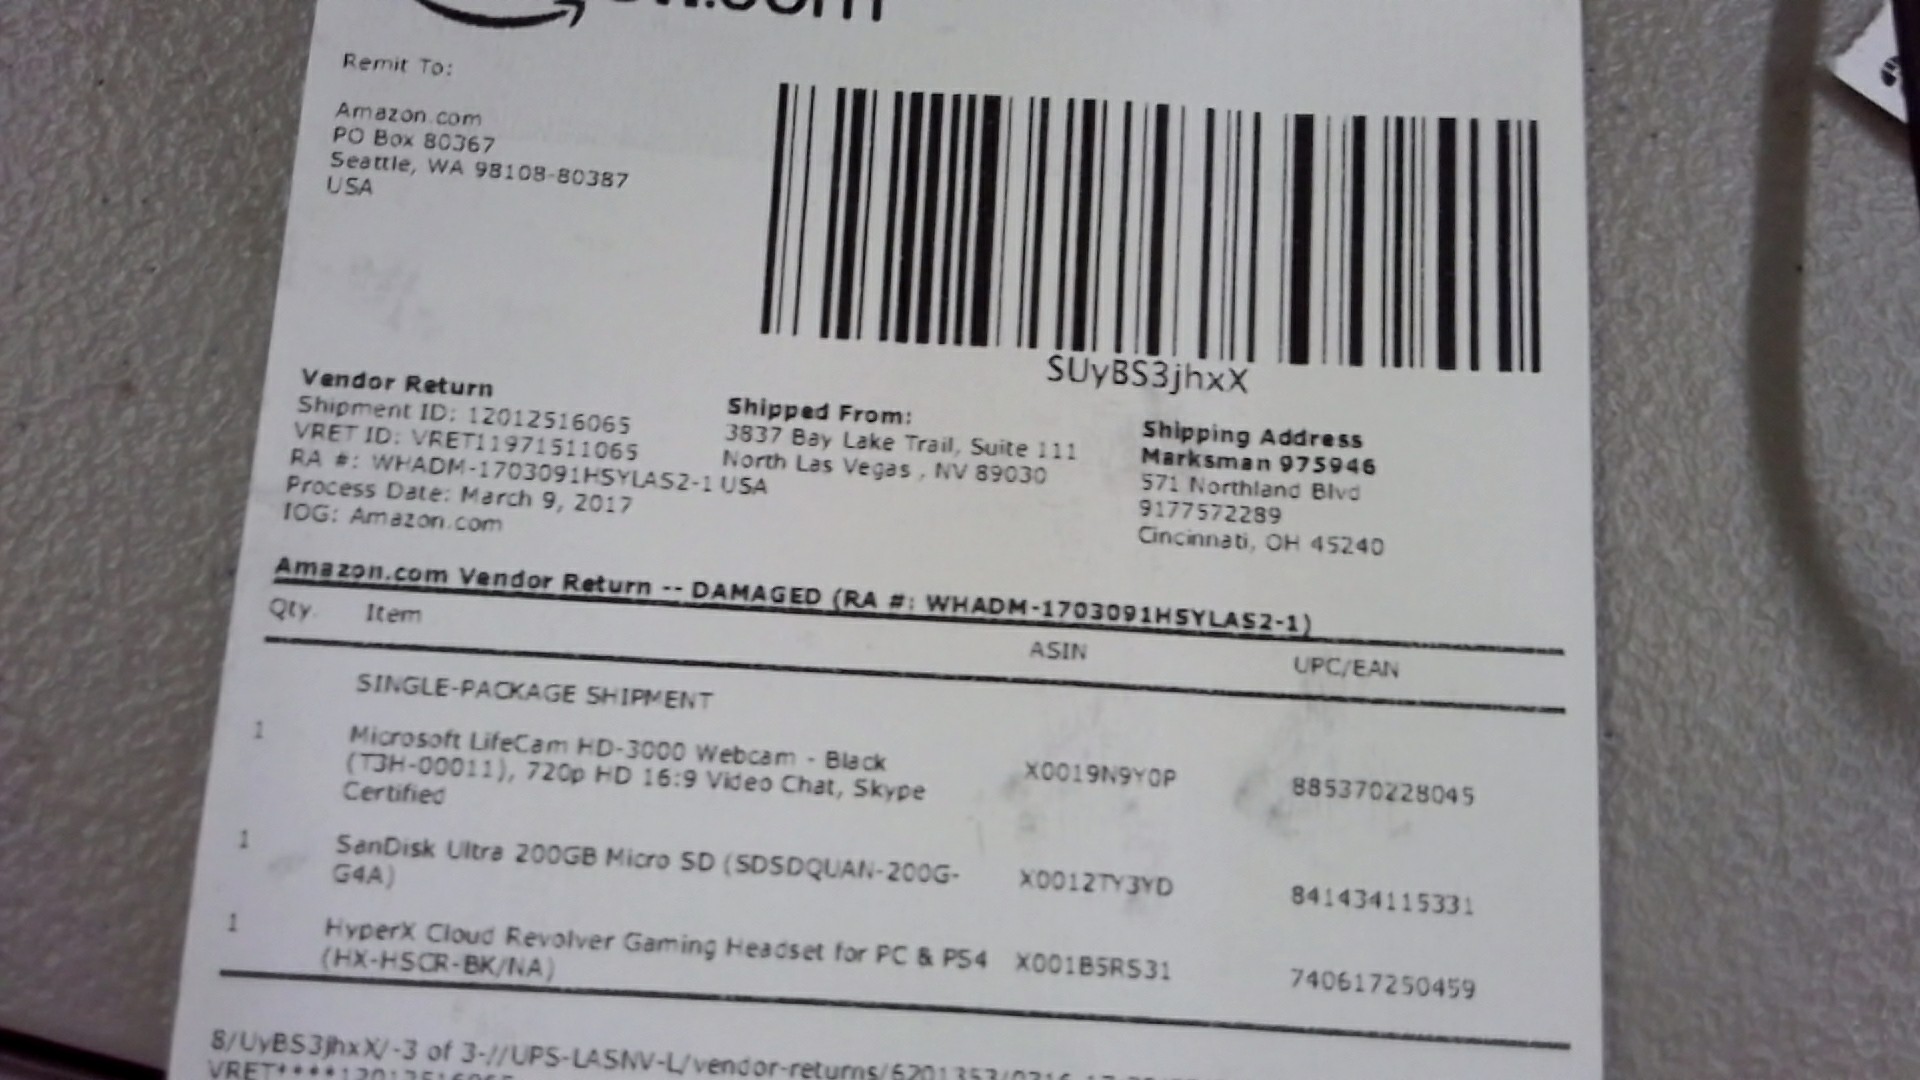 Remit To:
Amazon.com
PO Box 80367
Seattle, WA 98108-80387
USA
SUyBS3jhxX
Vendor Return
Shipment ID: 12012516065
VRET ID: VRET11971511065
RA #: WHADM-1703091HSYLAS2-1
Process Date: March 9, 2017
IOG: Amazon.com
Shipped From:
3837 Bay Lake Trail, Suite 111
North Las Vegas , NV 89030
USA
Shipping Address
Marksman 975946
571 Northland Blvd
9177572289
Cincinnati, OH 45240
Amazon.com Vendor Return -- DAMAGED (RA #: WHADM-1703091HSYLAS2-1)
Qty. Item ASIN UPC/EAN
SINGLE-PACKAGE SHIPMENT
1 Microsoft LifeCam HD-3000 Webcam - Black
(T3H-00011), 720p HD 16:9 Video Chat, Skype X0019N9Y0P 885370228045
Certified
1 SanDisk Ultra 200GB Micro SD (SDSDQUAN-200G-
G4A) X0012TY3YD 841434115331
1 HyperX Cloud Revolver Gaming Headset for PC & PS4 X001B5RS31
(HX-HSCR-BK/NA) 740617250459
8/UyBS3jhxX/-3 of 3-//UPS-LASNV-L/vendor-returns/6201353/0316